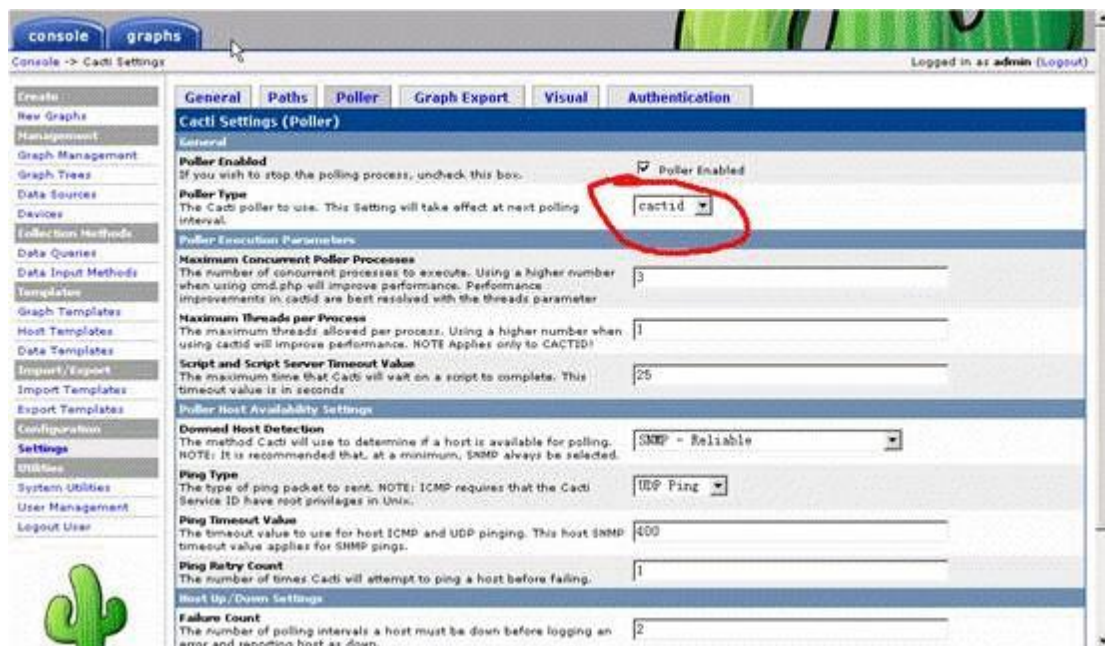 console graphs
Console -> Cacti Settings
Logged in as admin (Logout)
Create
New Graphs
Management
Graph Management
Graph Trees
Data Sources
Devices
Collection Methods
Data Queries
Data Input Methods
Templates
Graph Templates
Host Templates
Data Templates
Import/Export
Import Templates
Export Templates
Configuration
Settings
Utilities
System Utilities
User Management
Logout User
General Paths Poller Graph Export Visual Authentication
Cacti Settings (Poller)
General
Poller Enabled
If you wish to stop the polling process, uncheck this box.
Poller Enabled
Poller Type
The Cacti poller to use. This Setting will take effect at next polling
interval.
cactid
Poller Execution Parameters
Maximum Concurrent Poller Processes
The number of concurrent processes to execute. Using a higher number
when using cmd.php will improve performance. Performance
improvements in cactid are best resolved with the threads parameter
3
Maximum Threads per Process
The maximum threads allowed per process. Using a higher number when
using cactid will improve performance. NOTE Applies only to CACTID!
1
Script and Script Server Timeout Value
The maximum time that Cacti will wait on a script to complete. This
timeout value is in seconds
25
Poller Host Availability Settings
Downed Host Detection
The method Cacti will use to determine if a host is available for polling.
NOTE: It is recommended that, at a minimum, SNMP always be selected.
SNMP - Reliable
Ping Type
The type of ping packet to sent. NOTE: ICMP requires that the Cacti
Service ID have root privilages in Unix.
UDP Ping
Ping Timeout Value
The timeout value to use for host ICMP and UDP pinging. This host SNMP
timeout value applies for SNMP pings.
400
Ping Retry Count
The number of times Cacti will attempt to ping a host before failing.
1
Host Up/Down Settings
Failure Count
The number of polling intervals a host must be down before logging an
error and reporting host as down.
2